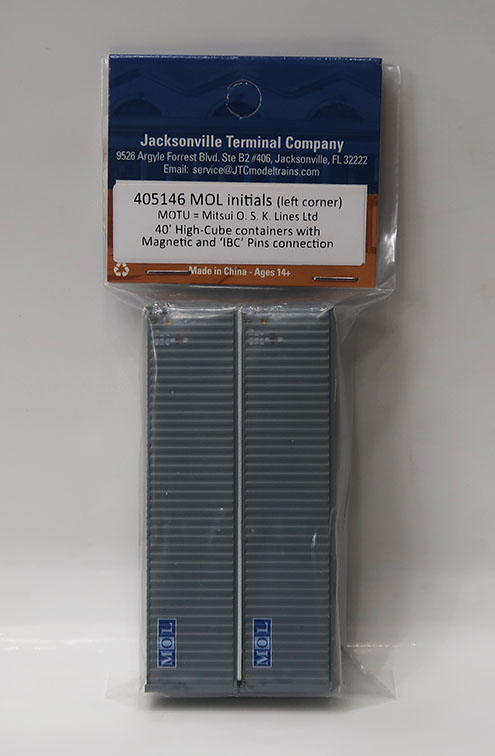 Jacksonville Terminal Company
9526 Argyle Forrest Blvd. Ste B2 #406, Jacksonville, FL 32222
Email: service@JTCmodeltrains.com
405146 MOL initials (left corner)
MOTU = Mitsui O. S. K. Lines Ltd
40' High-Cube containers with
Magnetic and 'IBC' Pins connection
Made in China - Ages 14+
MOL
MOL